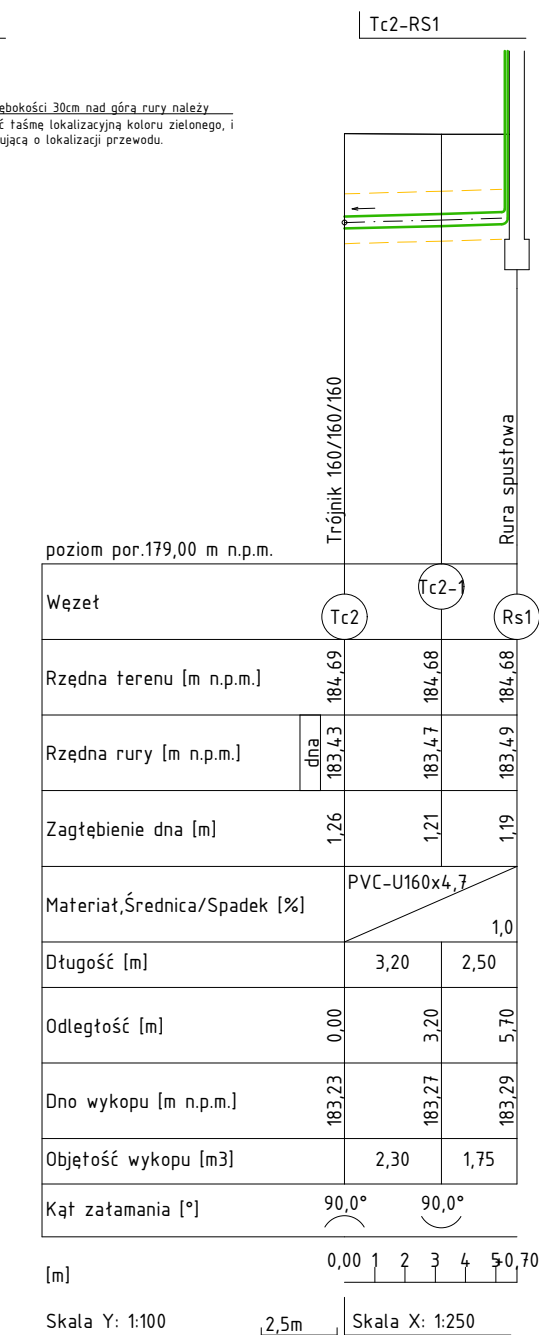 Tc2-RS1
ębokości 30cm nad górą rury należy
ć taśmę lokalizacyjną koloru zielonego, i
ującą o lokalizacji przewodu.
Trójnik 160/160/160
Rura spustowa
poziom por.179,00 m n.p.m.
Węzeł
Tc2
Tc2-1
Rs1
Rzędna terenu [m n.p.m.]
184,69
184,68
184,68
Rzędna rury [m n.p.m.]
dna
183,43
183,47
183,49
Zagłębienie dna [m]
1,26
1,21
1,19
Materiał,Średnica/Spadek [%]
PVC-U160x4,7
1,0
Długość [m]
3,20
2,50
Odległość [m]
0,00
3,20
5,70
Dno wykopu [m n.p.m.]
183,23
183,27
183,29
Objętość wykopu [m3]
2,30
1,75
Kąt załamania [°]
90,0°
90,0°
[m]
0,00 1 2 3 4 5+0,70
Skala Y: 1:100
2,5m
Skala X: 1:250